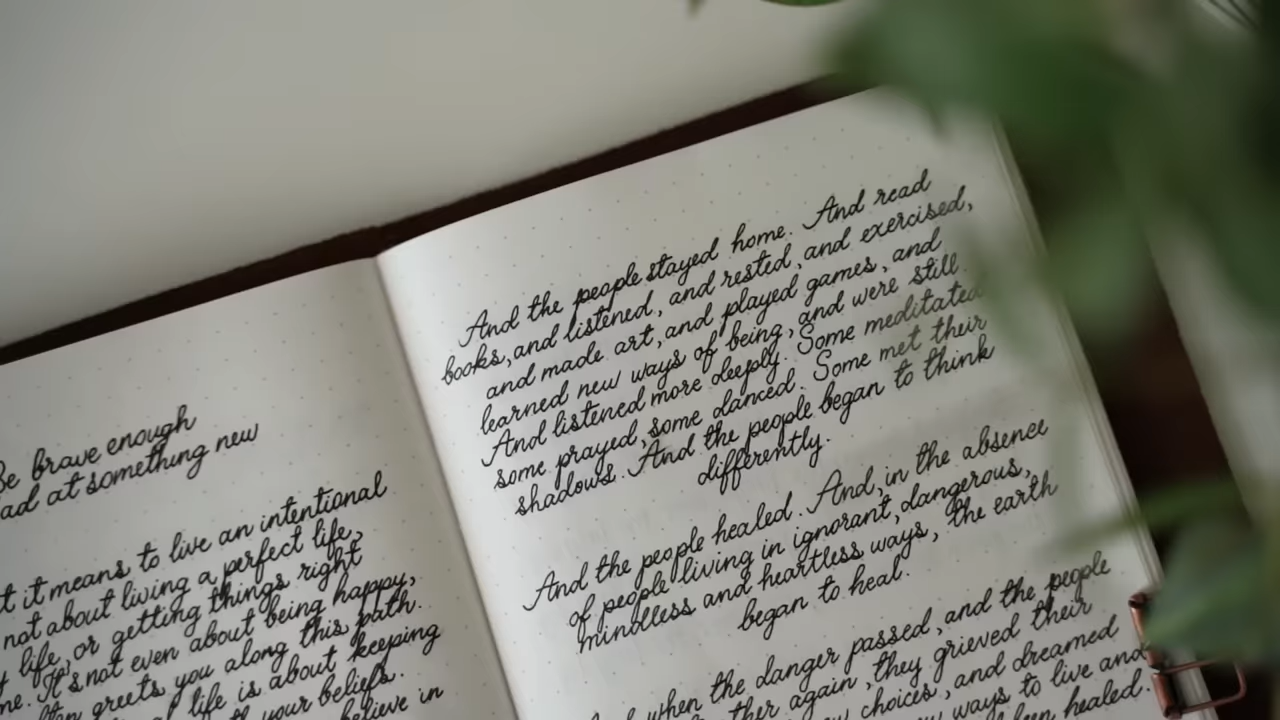 Be brave enough
ad at something new
t it means to live an intentional
not about living a perfect life,
life, or getting things right
me. It's not even about being happy,
ten greets you along this path.
life is about keeping
your beliefs.
believe in
And the people stayed home. And read
books, and listened, and rested, and exercised,
and made art, and played games, and
learned new ways of being, and were still.
And listened more deeply. Some meditated
some prayed, some danced. Some met their
shadows. And the people began to think
differently.
And the people healed. And, in the absence
of people living in ignorant, dangerous,
mindless and heartless ways, the earth
began to heal.
when the danger passed, and the people
ther again, they grieved their
choices, and dreamed
ways to live and
een healed.